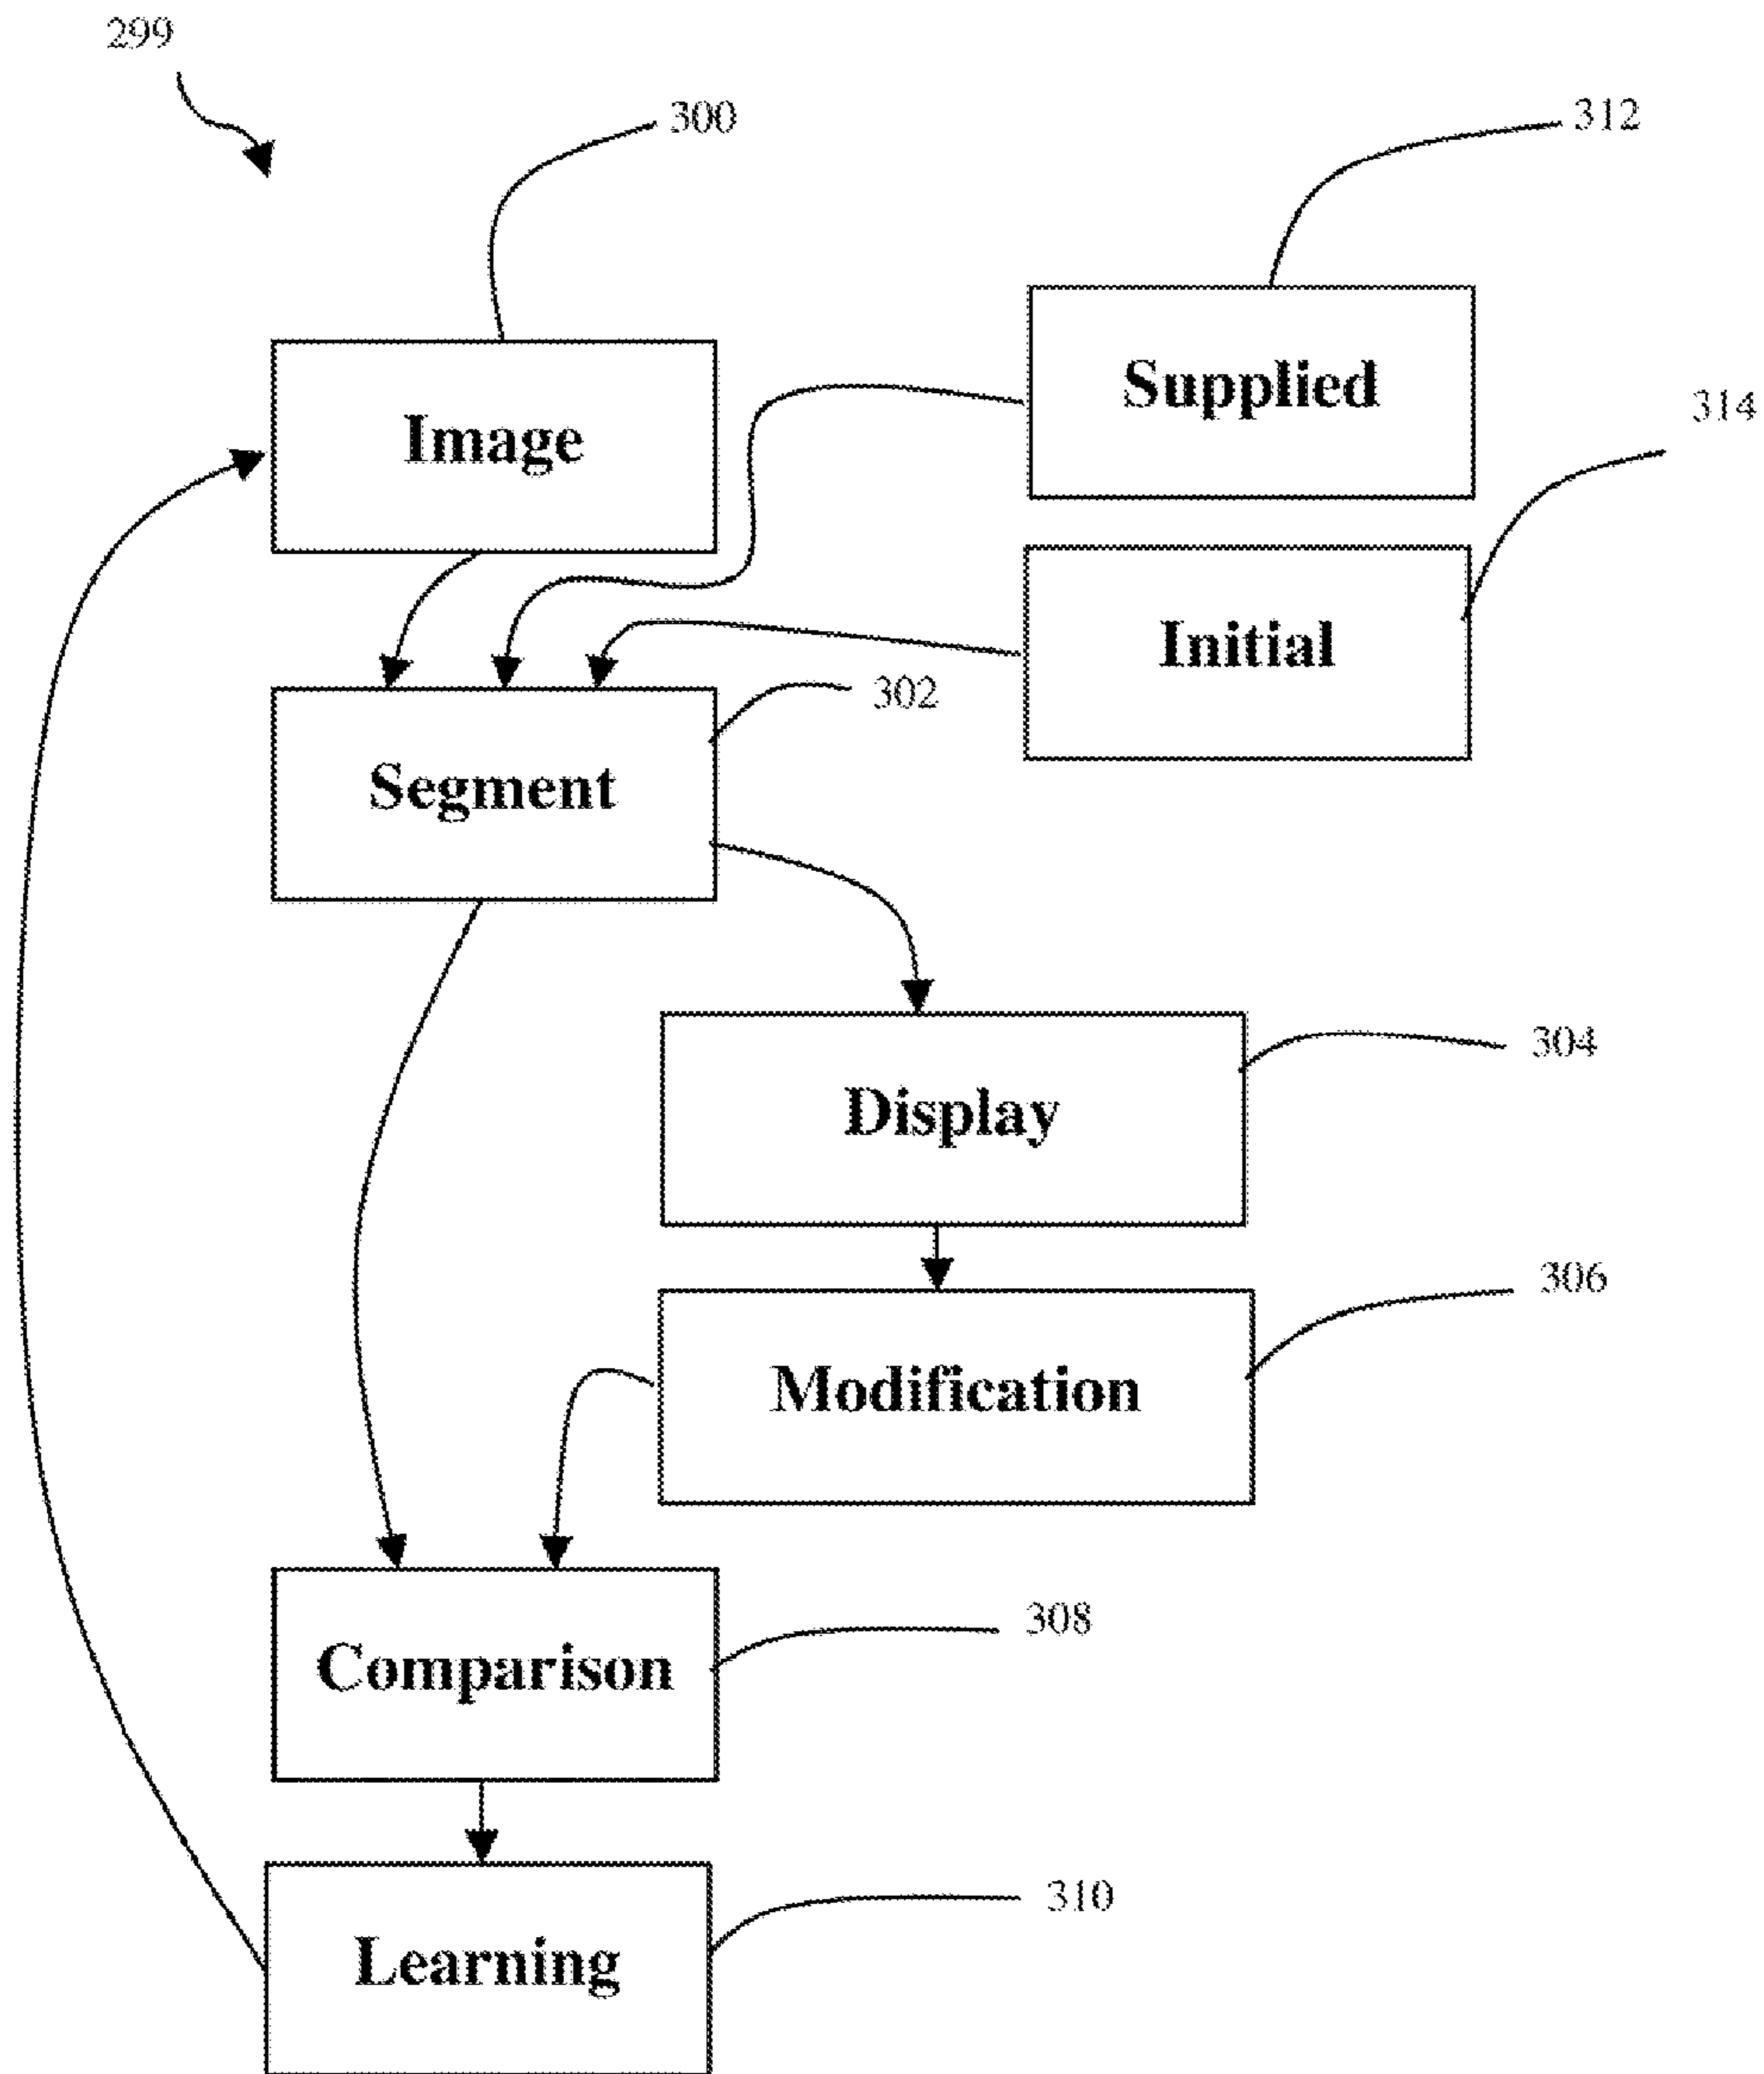 299
300
312
Supplied
314
Image
Initial
302
Segment
304
Display
306
Modification
308
Comparison
310
Learning